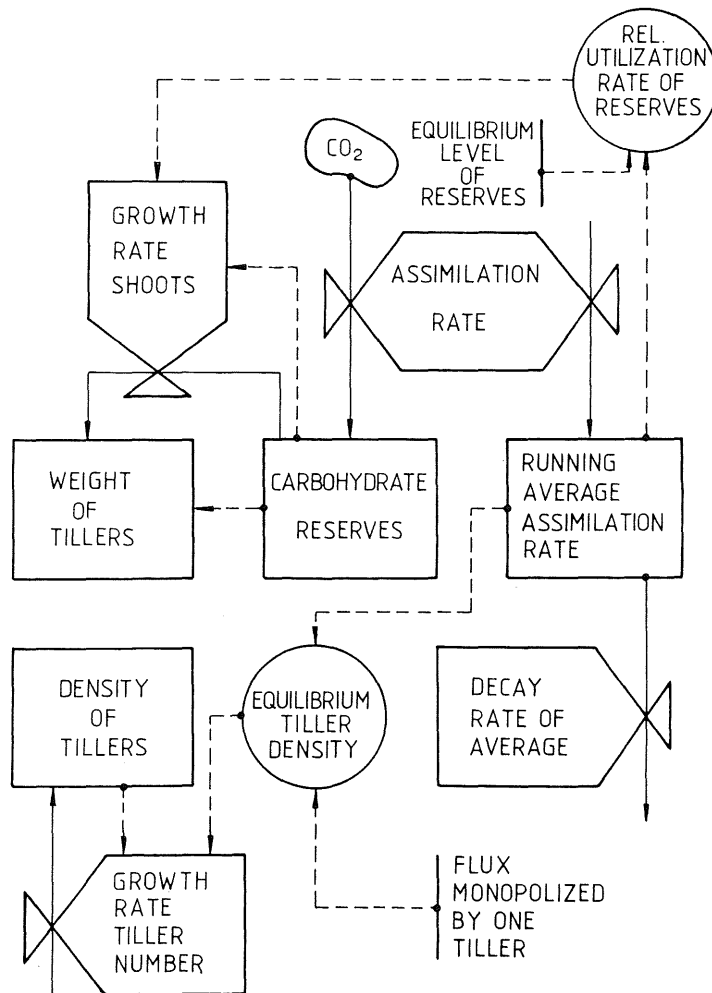 REL.
UTILIZATION
RATE OF
RESERVES
EQUILIBRIUM
LEVEL
OF
RESERVES
CO₂
GROWTH
RATE
SHOOTS
ASSIMILATION
RATE
WEIGHT
OF
TILLERS
CARBOHYDRATE
RESERVES
RUNNING
AVERAGE
ASSIMILATION
RATE
DENSITY
OF
TILLERS
EQUILIBRIUM
TILLER
DENSITY
DECAY
RATE OF
AVERAGE
GROWTH
RATE
TILLER
NUMBER
FLUX
MONOPOLIZED
BY ONE
TILLER